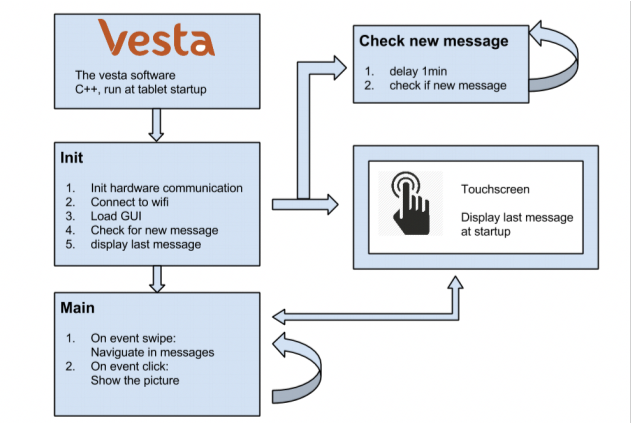 Vesta
The vesta software
C++, run at tablet startup
Init
1. Init hardware communication
2. Connect to wifi
3. Load GUI
4. Check for new message
5. display last message
Main
1. On event swipe:
Naviguate in messages
2. On event click:
Show the picture
Check new message
1. delay 1min
2. check if new message
Touchscreen
Display last message
at startup